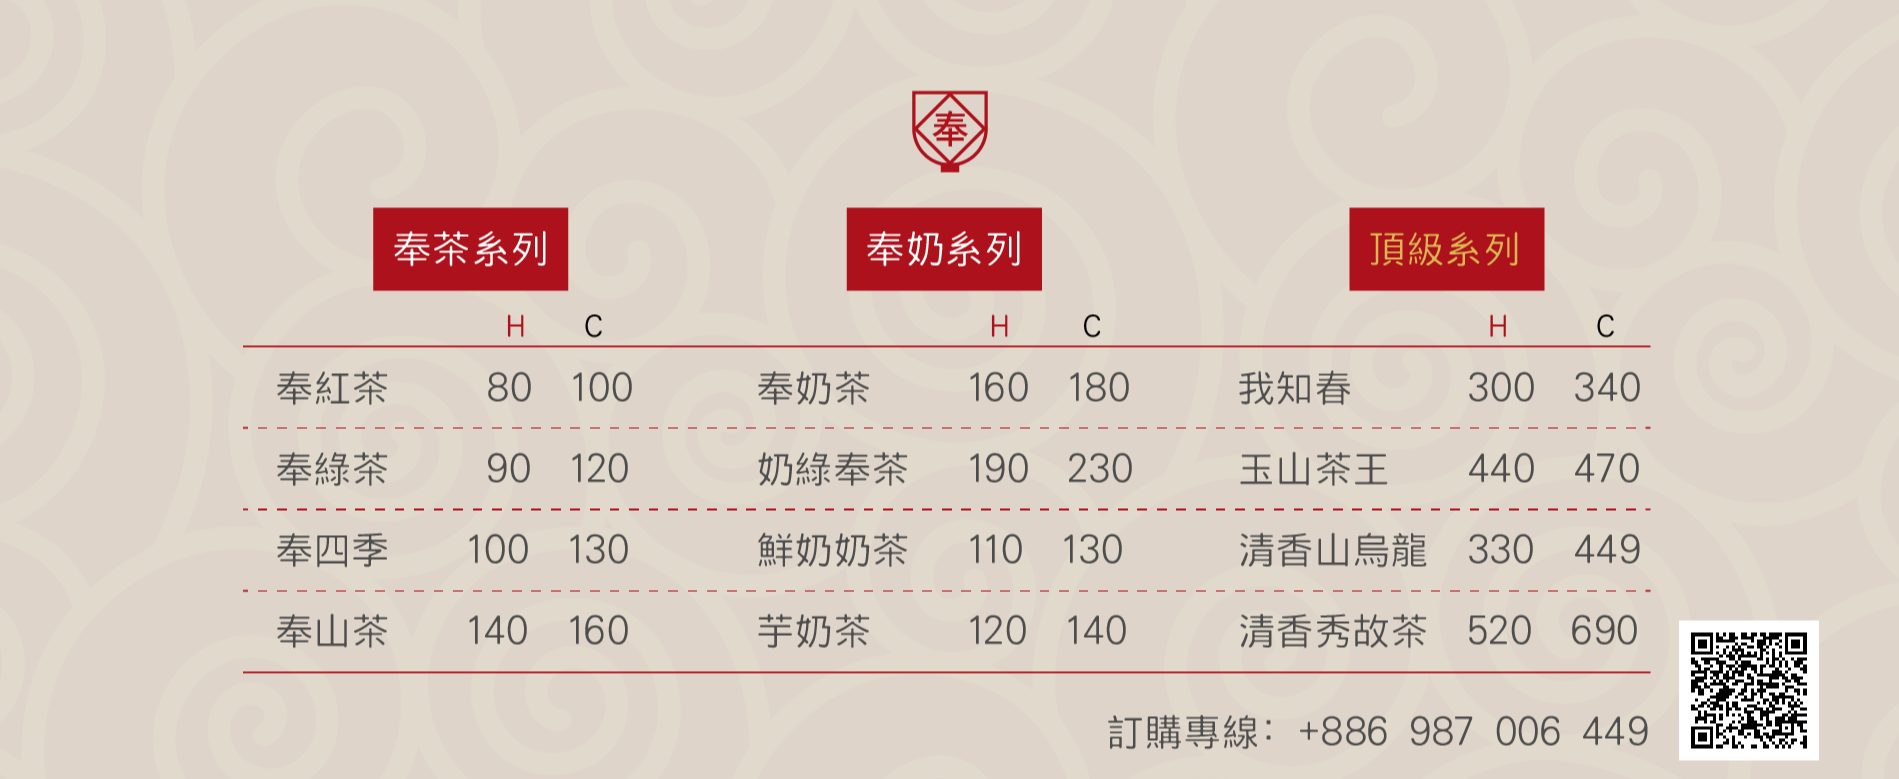 奉
奉茶系列 奉奶系列 頂級系列
H C H C H C
奉紅茶 80 100 奉奶茶 160 180 我知春 300 340
奉綠茶 90 120 奶綠奉茶 190 230 玉山茶王 440 470
奉四季 100 130 鮮奶奶茶 110 130 清香山烏龍 330 449
奉山茶 140 160 芋奶茶 120 140 清香秀故茶 520 690
訂購專線：+886 987 006 449